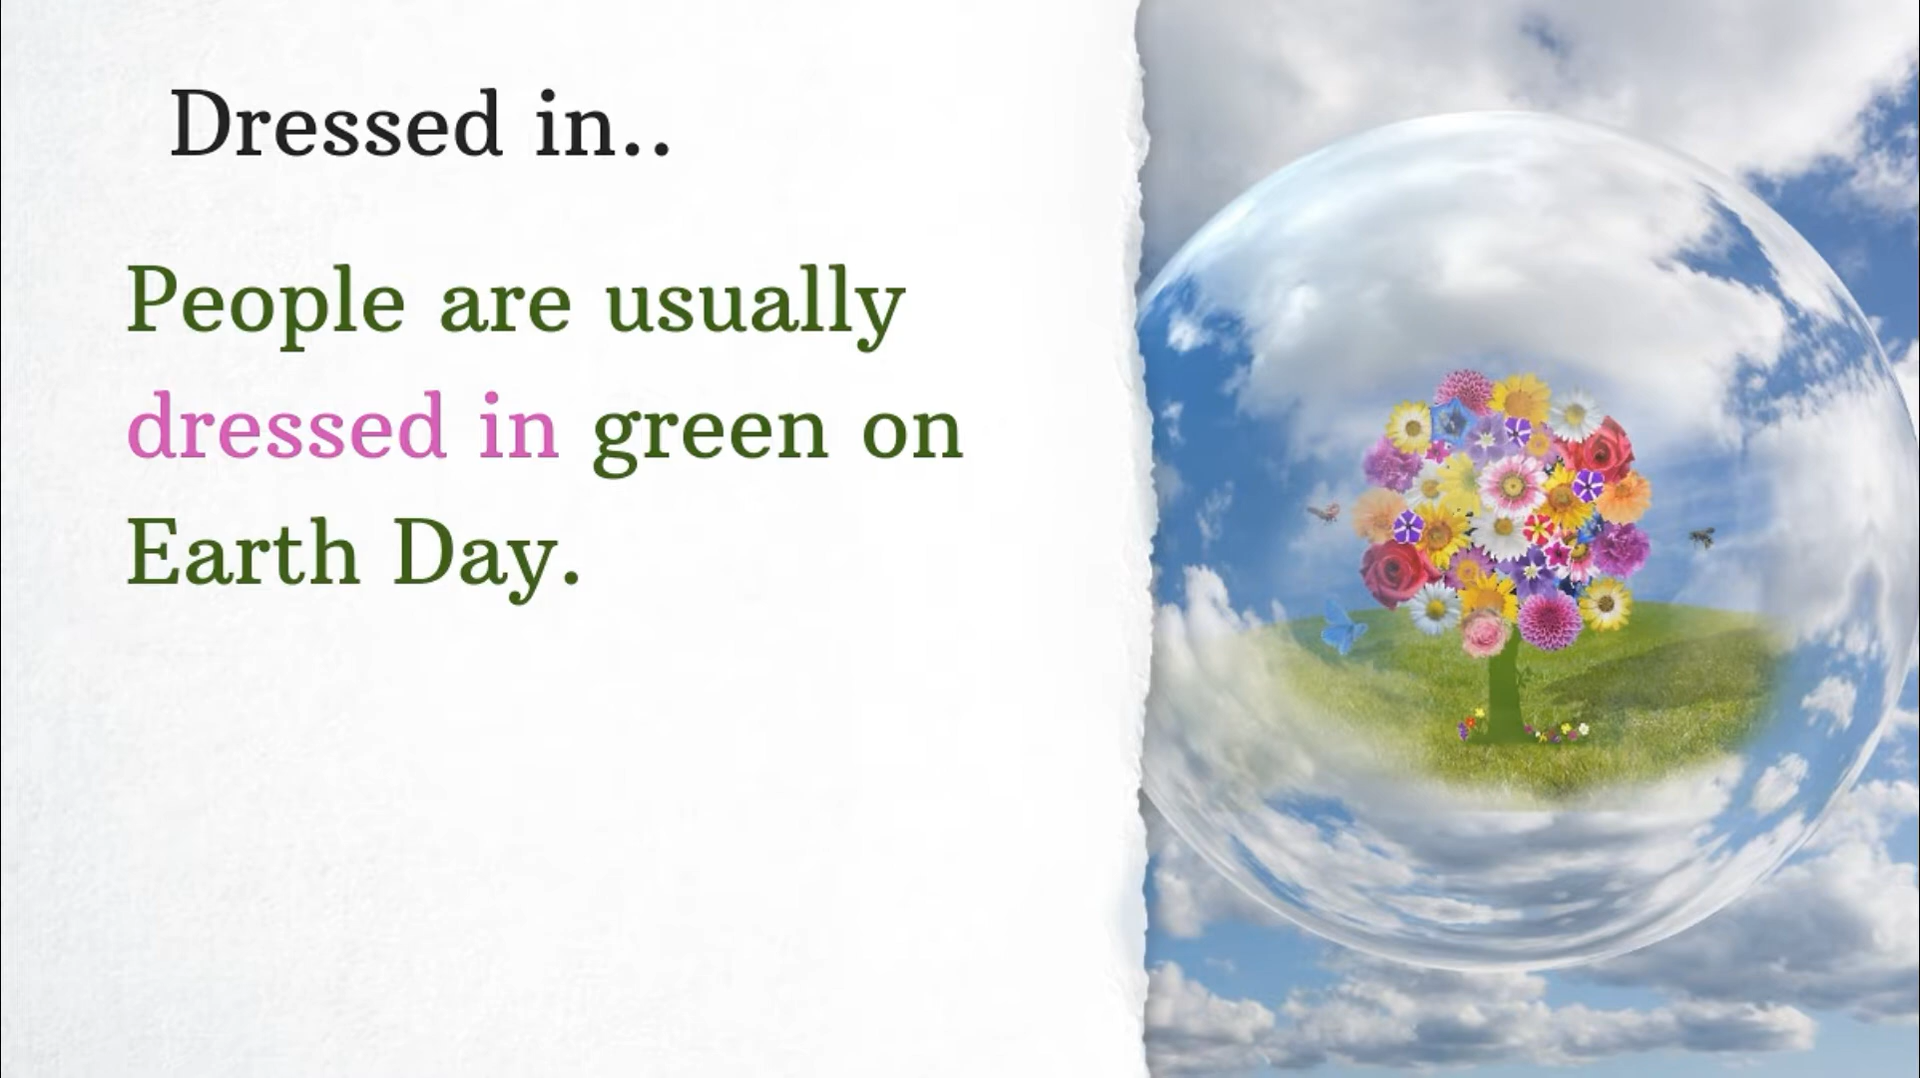 Dressed in..
People are usually
dressed in green on
Earth Day.